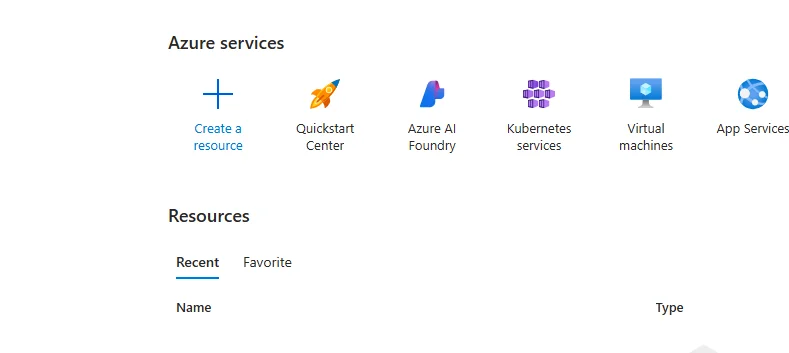 Azure services
Create a
resource
Quickstart
Center
Azure AI
Foundry
Kubernetes
services
Virtual
machines
App Services
Resources
Recent
Favorite
Name
Type